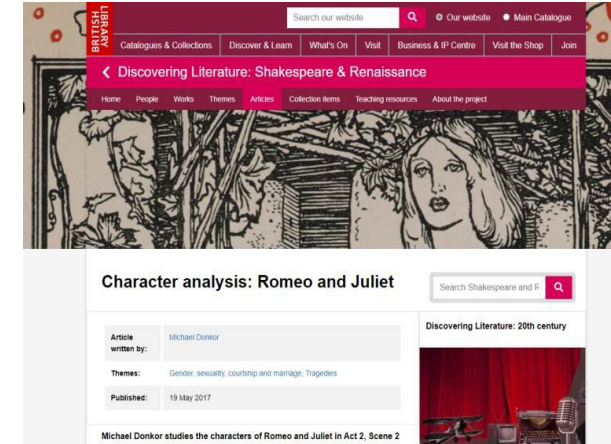 BRITISH
LIBRARY
Search our website
Our website
Main Catalogue
Catalogues & Collections
Discover & Learn
What's On
Visit
Business & IP Centre
Visit the Shop
Join
Discovering Literature: Shakespeare & Renaissance
Home
People
Works
Themes
Articles
Collection items
Teaching resources
About the project
Character analysis: Romeo and Juliet
Search Shakespeare and R
Discovering Literature: 20th century
Article
written by:
Michael Donkor
Themes:
Gender, sexuality, courtship and marriage, Tragedies
Published:
19 May 2017
Michael Donkor studies the characters of Romeo and Juliet in Act 2, Scene 2